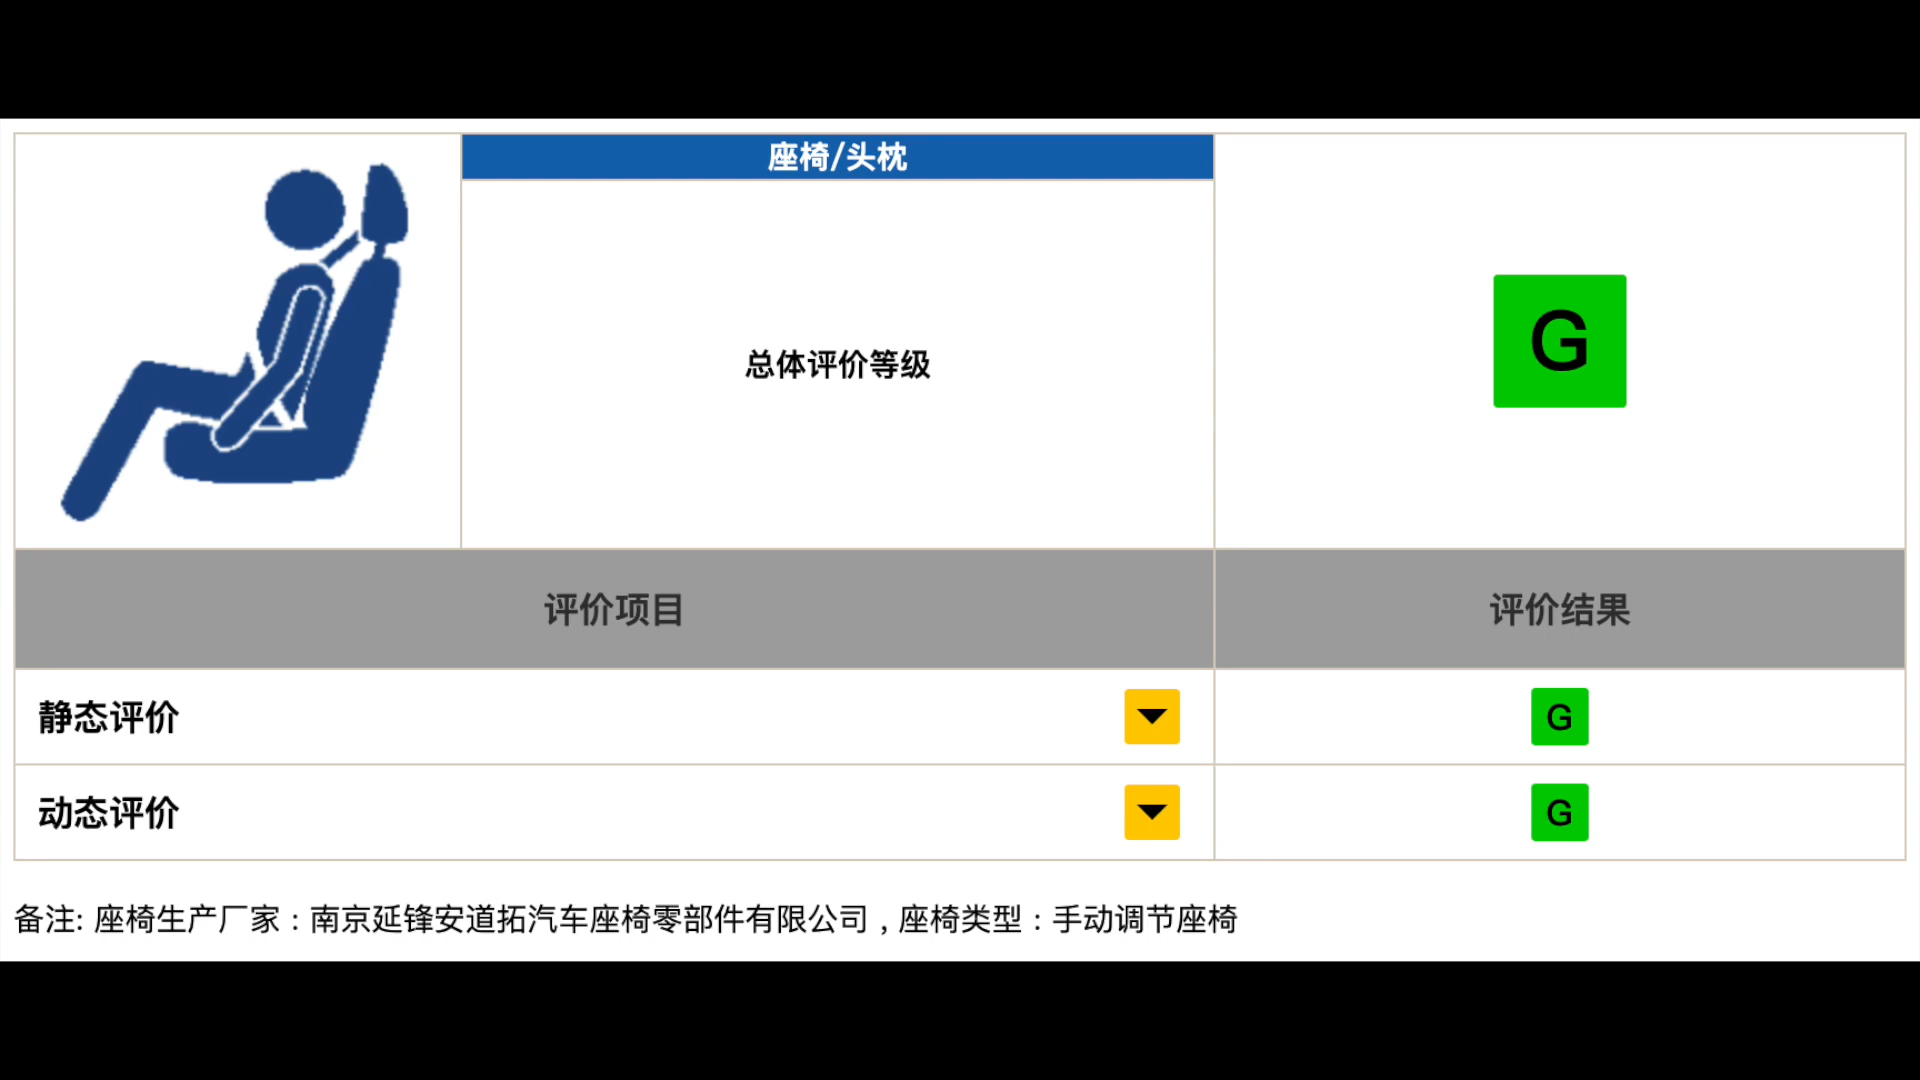 座椅/头枕
总体评价等级
G
评价项目
评价结果
静态评价
G
动态评价
G
备注: 座椅生产厂家：南京延锋安道拓汽车座椅零部件有限公司，座椅类型：手动调节座椅